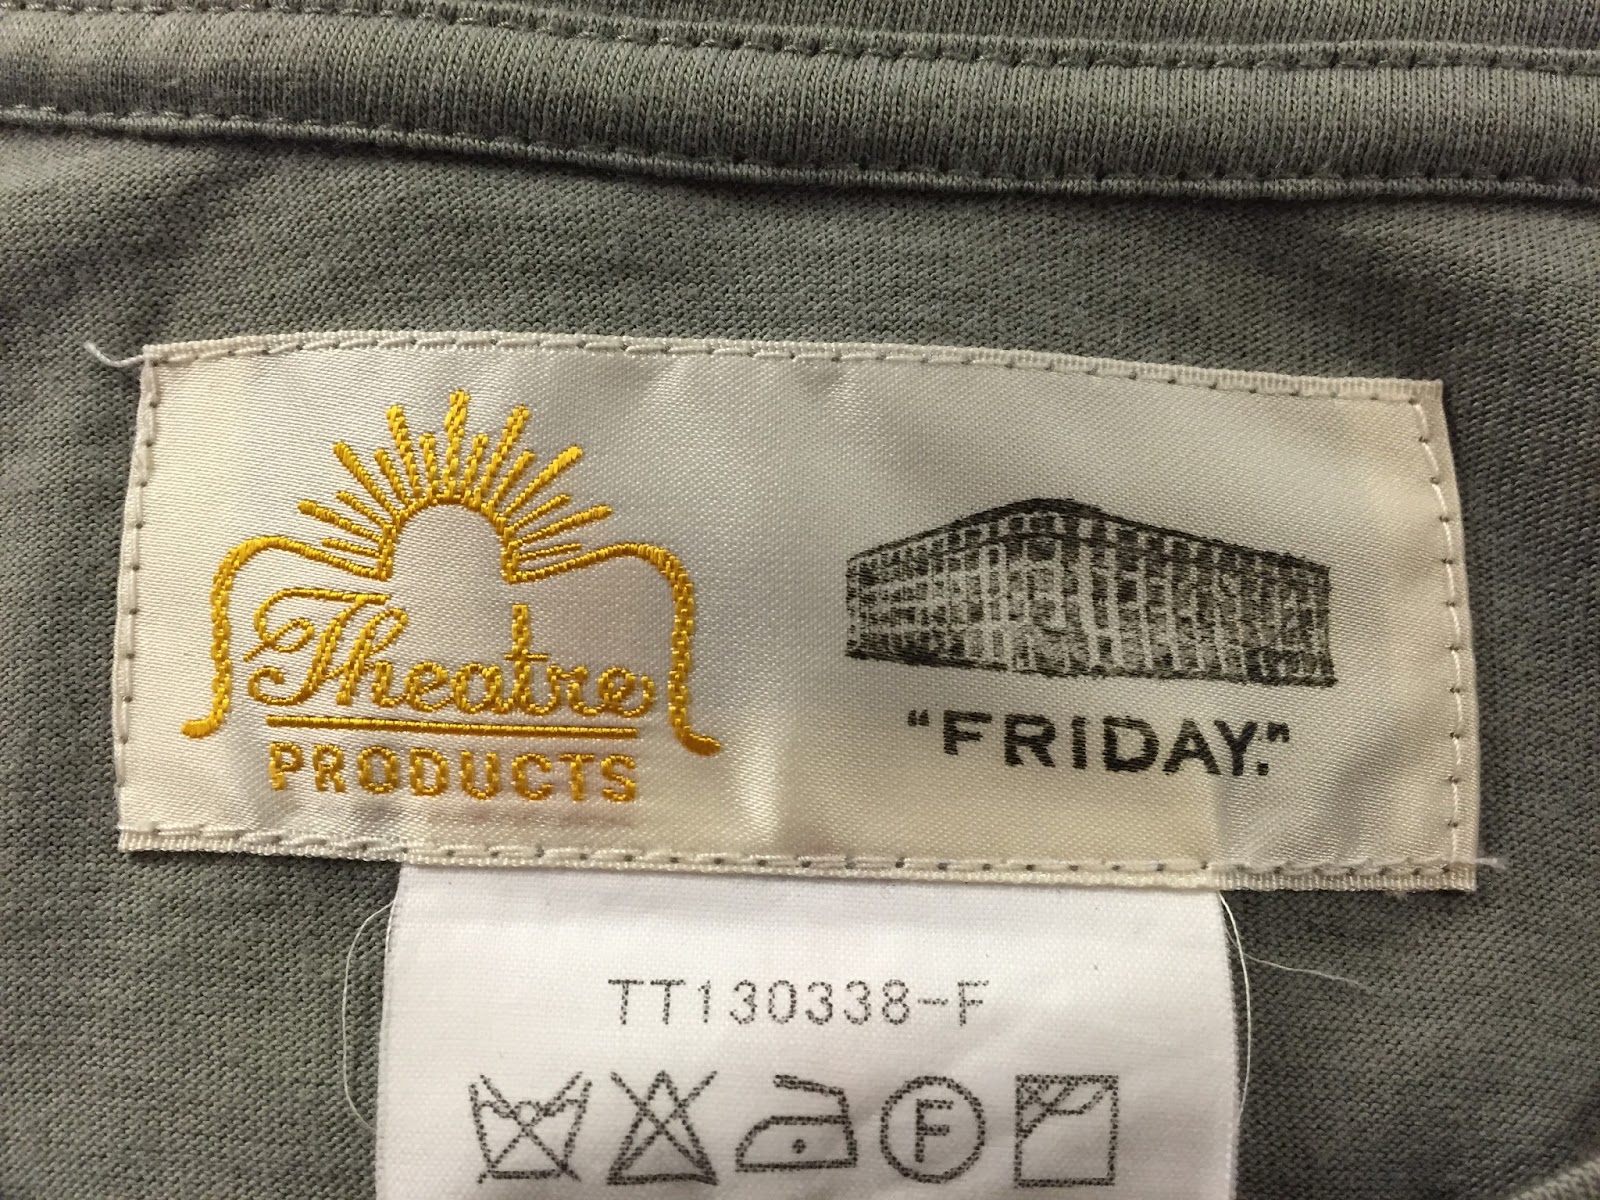 Theatre
PRODUCTS
"FRIDAY."
TT130338-F
F